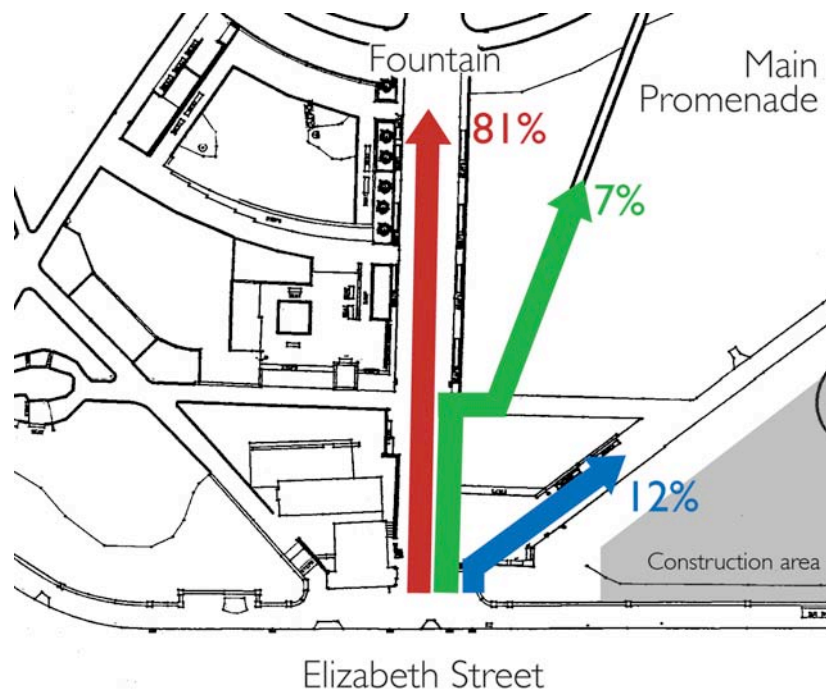 Fountain
Main
Promenade
81%
7%
12%
Construction area
Elizabeth Street